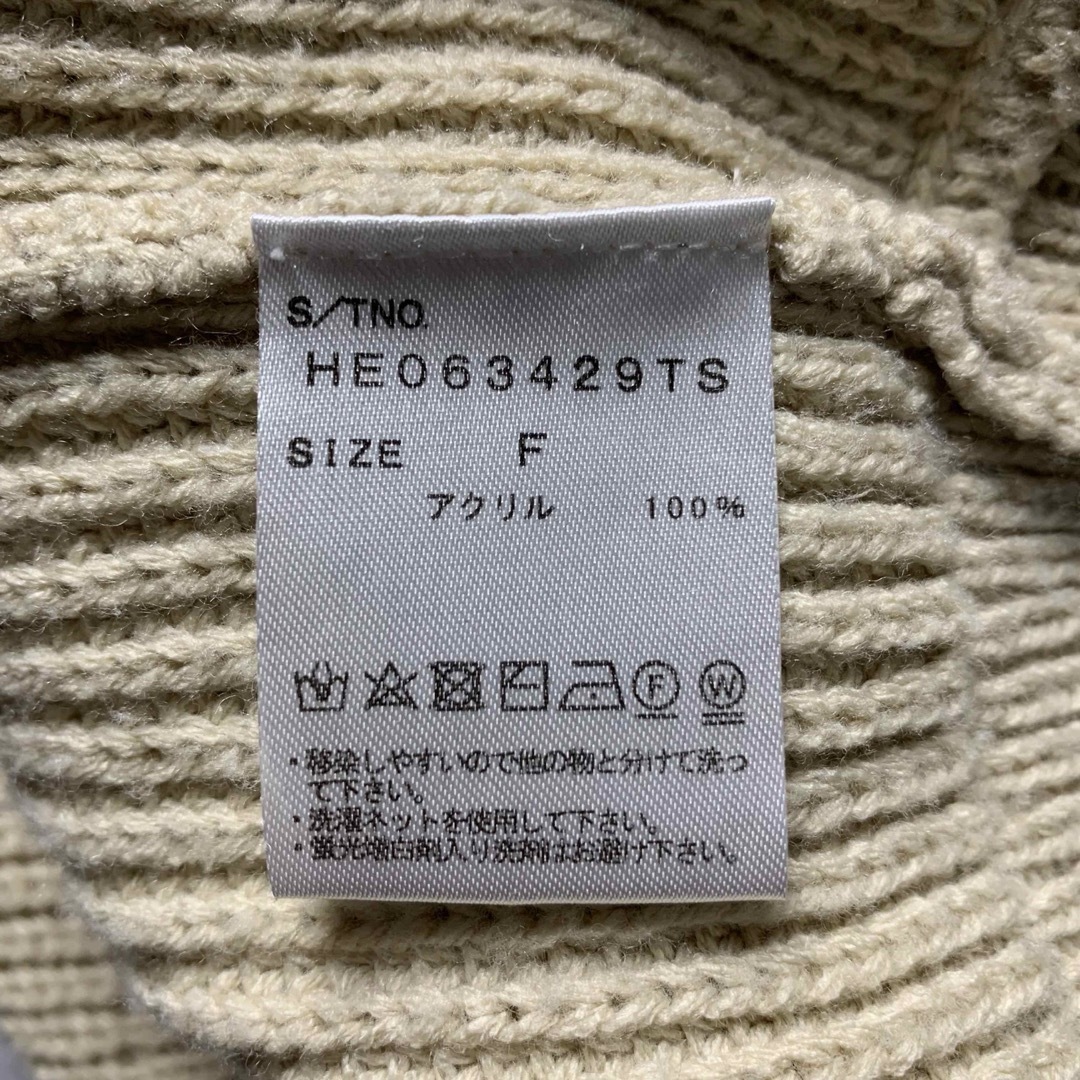 S/TNO.
HE063429TS
SIZE F
アクリル 100%
F W
・移染しやすいので他の物と分けて洗っ
て下さい。
・洗濯ネットを使用して下さい。
・蛍光増白剤入り洗剤はお避け下さい。